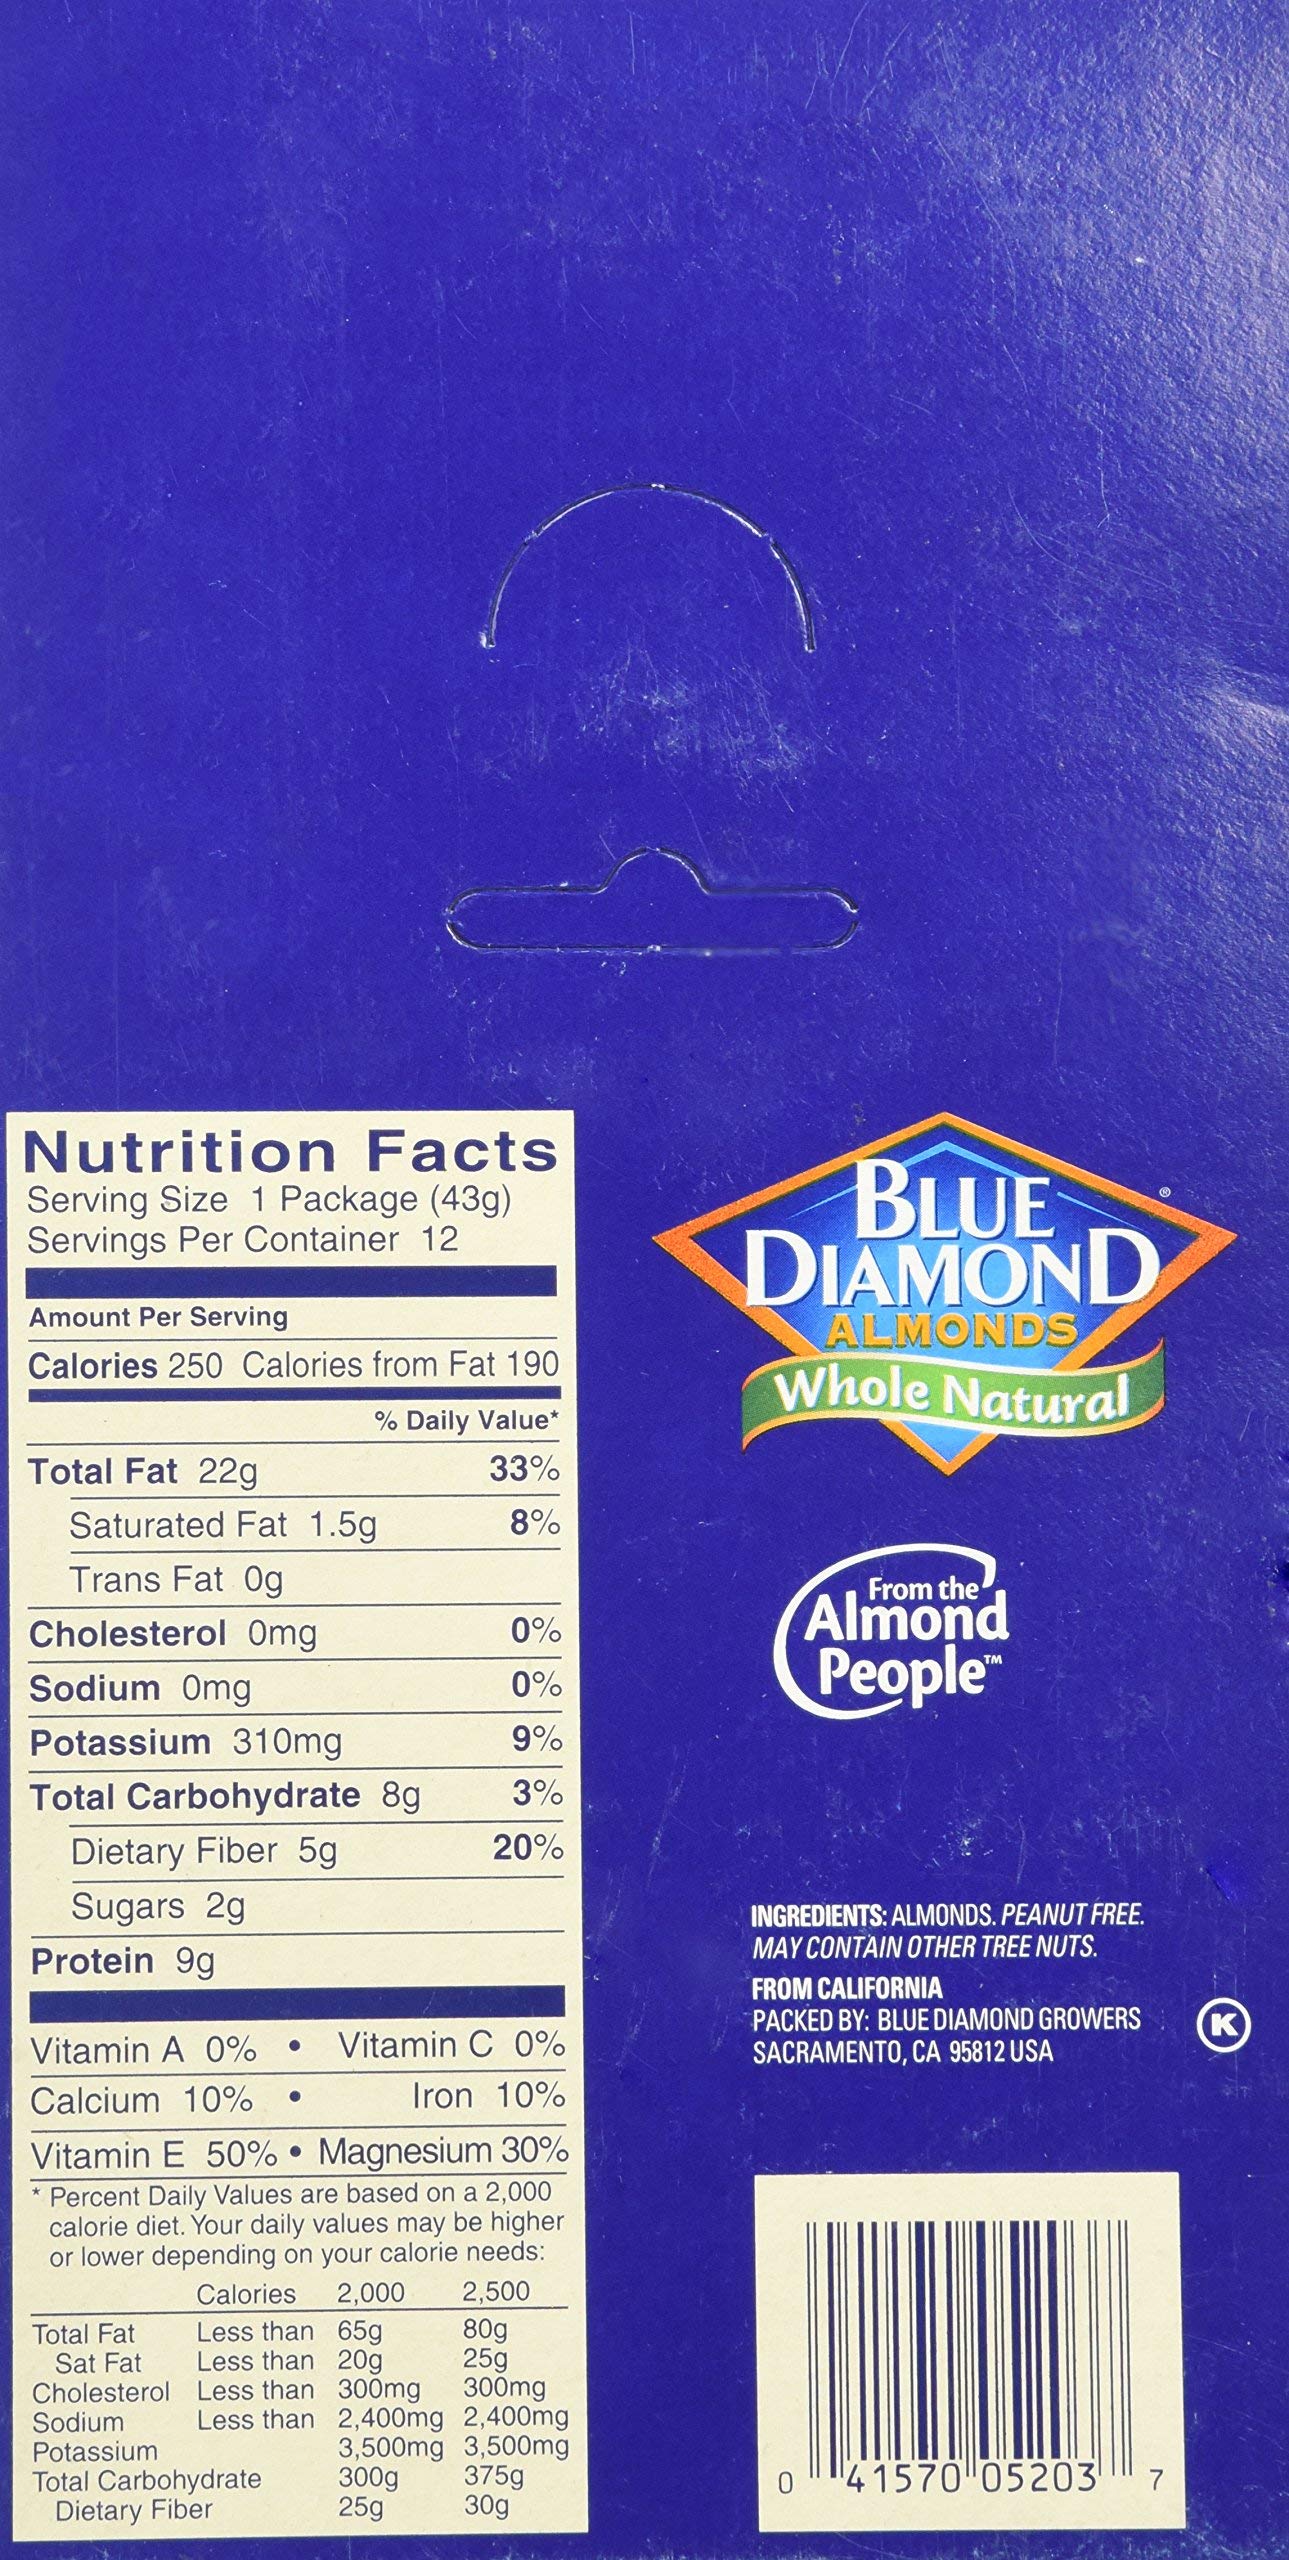 Nutrition Facts
Serving Size 1 Package (43g)
Servings Per Container 12
Amount Per Serving
Calories 250 Calories from Fat 190
% Daily Value*
Total Fat 22g 33%
Saturated Fat 1.5g 8%
Trans Fat 0g
Cholesterol 0mg 0%
Sodium 0mg 0%
Potassium 310mg 9%
Total Carbohydrate 8g 3%
Dietary Fiber 5g 20%
Sugars 2g
Protein 9g
Vitamin A 0% • Vitamin C 0%
Calcium 10% • Iron 10%
Vitamin E 50% • Magnesium 30%
* Percent Daily Values are based on a 2,000
calorie diet. Your daily values may be higher
or lower depending on your calorie needs:
Calories 2,000 2,500
Total Fat Less than 65g 80g
Sat Fat Less than 20g 25g
Cholesterol Less than 300mg 300mg
Sodium Less than 2,400mg 2,400mg
Potassium 3,500mg 3,500mg
Total Carbohydrate 300g 375g
Dietary Fiber 25g 30g
BLUE
DIAMOND®
ALMONDS
Whole Natural
From the
Almond
People™
INGREDIENTS: ALMONDS. PEANUT FREE.
MAY CONTAIN OTHER TREE NUTS.
FROM CALIFORNIA
PACKED BY: BLUE DIAMOND GROWERS
SACRAMENTO, CA 95812 USA
K
0 41570 05203 7